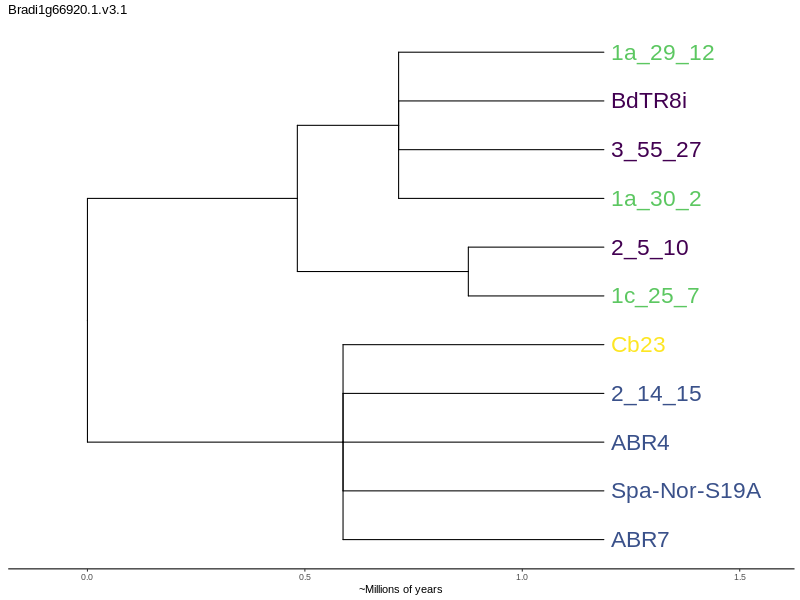 Bradi1g66920.1.v3.1
1a_29_12
BdTR8i
3_55_27
1a_30_2
2_5_10
1c_25_7
Cb23
2_14_15
ABR4
Spa-Nor-S19A
ABR7
0.0 0.5 1.0 1.5
~Millions of years